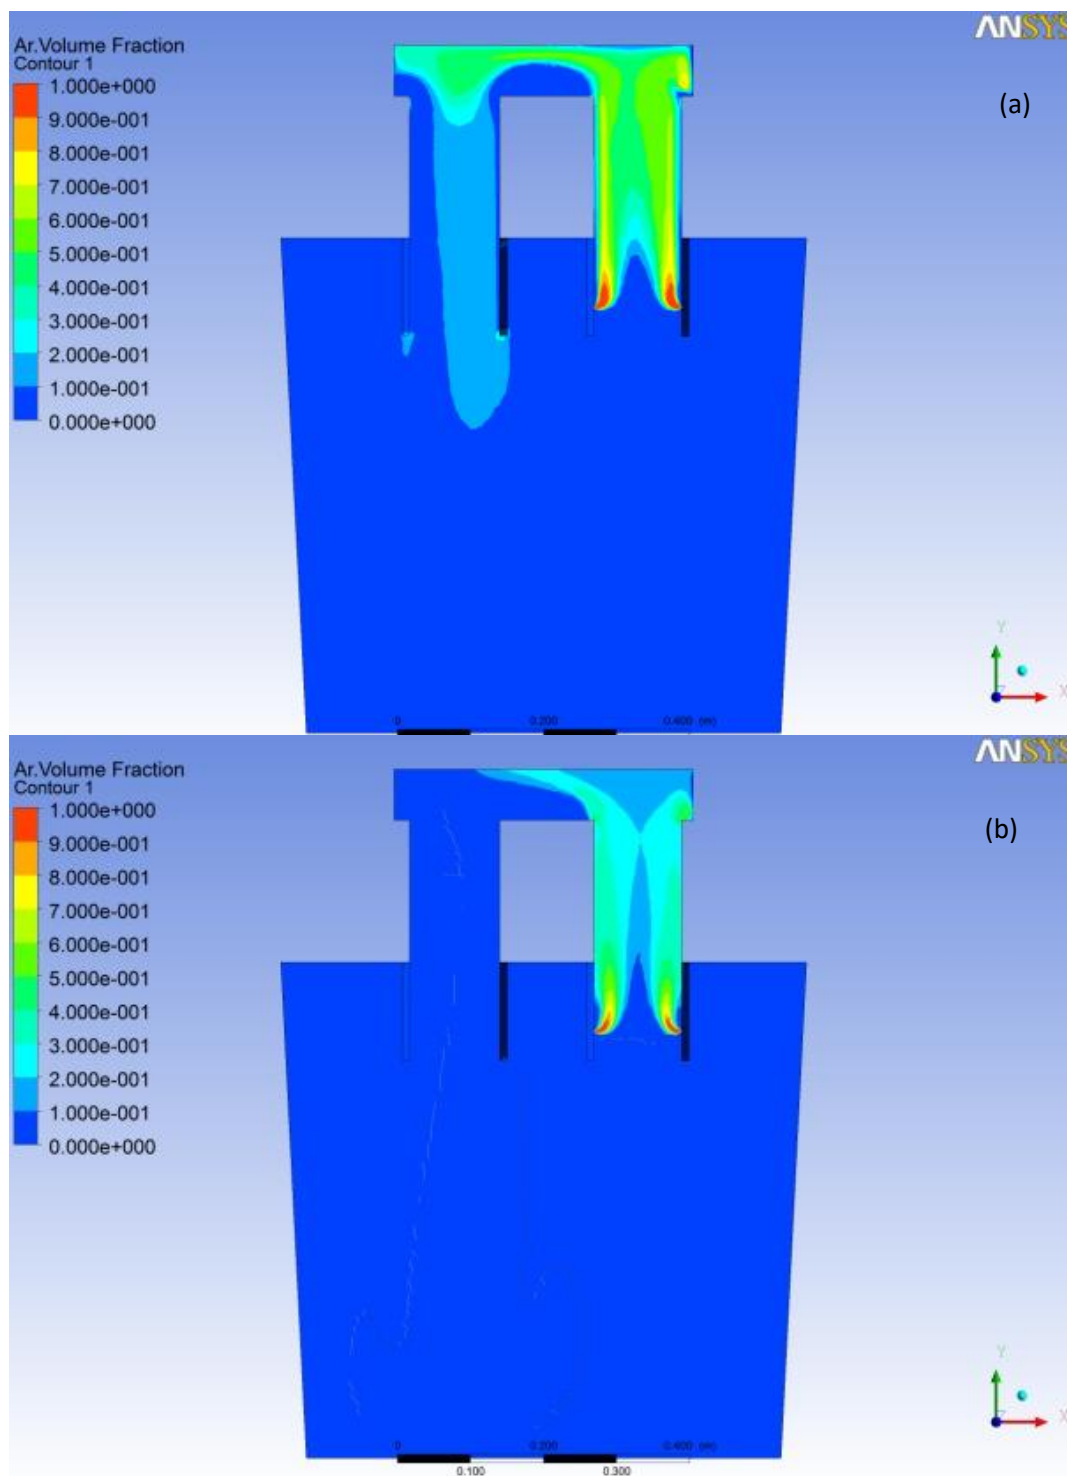 ANSYS
Ar.Volume Fraction
Contour 1
(a)
1.000e+000
9.000e-001
8.000e-001
7.000e-001
6.000e-001
5.000e-001
4.000e-001
3.000e-001
2.000e-001
1.000e-001
0.000e+000
Y
Z
X
0 0.200 0.400 (m)
ANSYS
Ar.Volume Fraction
Contour 1
(b)
1.000e+000
9.000e-001
8.000e-001
7.000e-001
6.000e-001
5.000e-001
4.000e-001
3.000e-001
2.000e-001
1.000e-001
0.000e+000
Y
Z
X
0 0.200 0.400 (m)
0.100 0.300